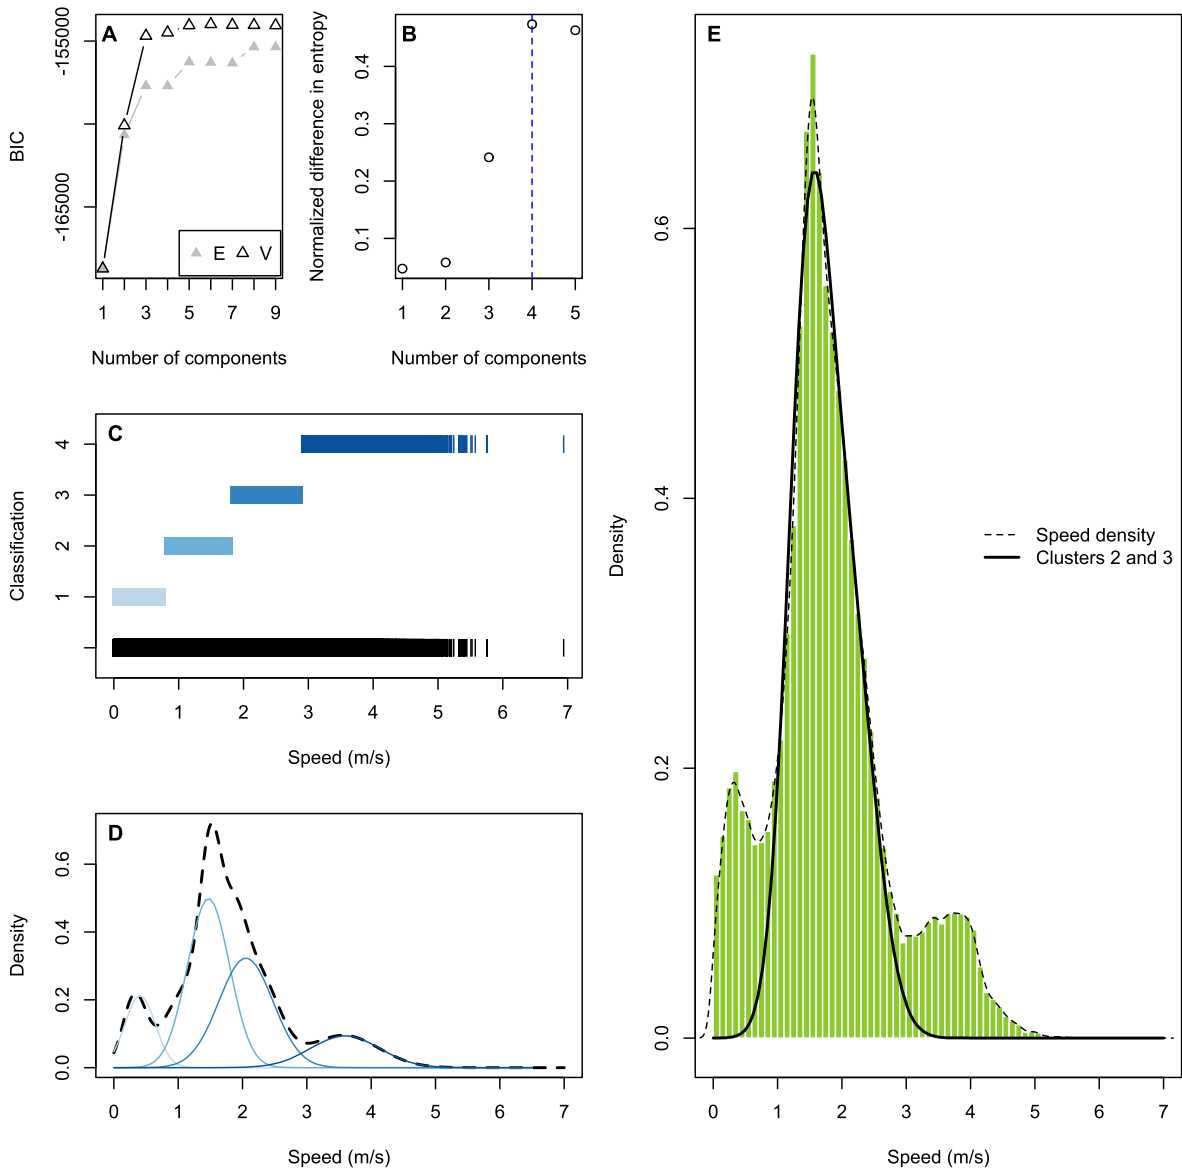 A
BIC
-155000
-165000
E V
1 3 5 7 9
Number of components
B
Normalized difference in entropy
0.4
0.3
0.2
0.1
1 2 3 4 5
Number of components
C
Classification
4
3
2
1
0 1 2 3 4 5 6 7
Speed (m/s)
D
Density
0.6
0.4
0.2
0.0
0 1 2 3 4 5 6 7
Speed (m/s)
E
Density
0.6
0.4
0.2
0.0
Speed density
Clusters 2 and 3
0 1 2 3 4 5 6 7
Speed (m/s)